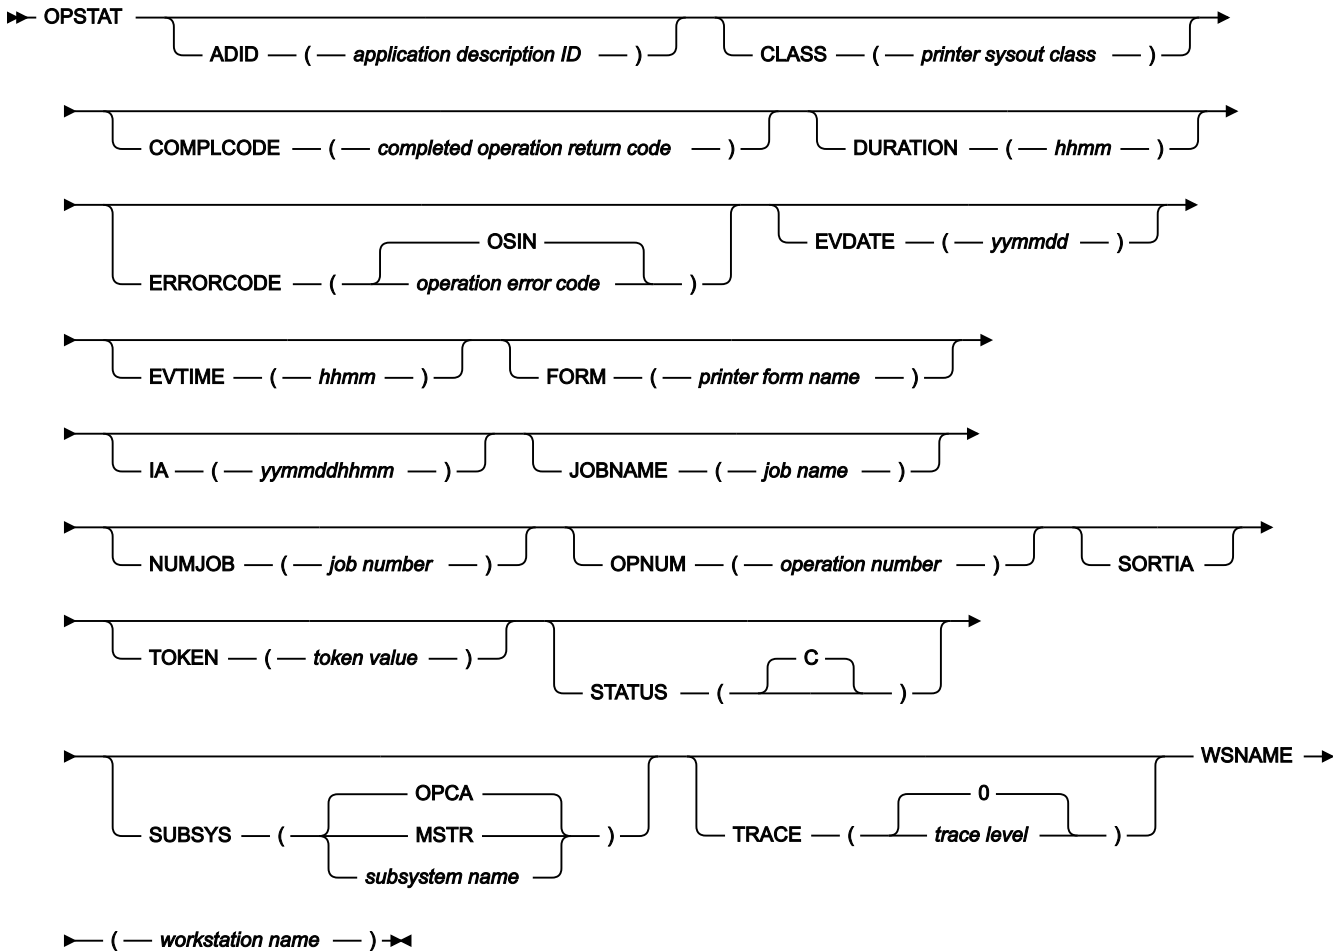 OPSTAT
ADID ( application description ID ) CLASS ( printer sysout class )
COMPLCODE ( completed operation return code ) DURATION ( hhmm )
OSIN EVDATE ( yymmdd )
ERRORCODE ( operation error code )
EVTIME ( hhmm ) FORM ( printer form name )
IA ( yymmddhhmm ) JOBNAME ( job name )
NUMJOB ( job number ) OPNUM ( operation number ) SORTIA
TOKEN ( token value ) C
STATUS ( )
WSNAME
OPCA 0
SUBSYS ( MSTR ) TRACE ( trace level )
subsystem name
( workstation name )